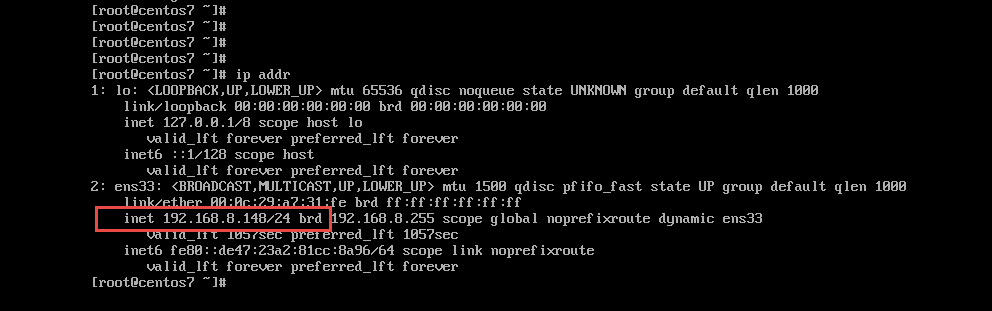 [root@centos7 ~]#
[root@centos7 ~]#
[root@centos7 ~]#
[root@centos7 ~]#
[root@centos7 ~]# ip addr
1: lo: <LOOPBACK,UP,LOWER_UP> mtu 65536 qdisc noqueue state UNKNOWN group default qlen 1000
    link/loopback 00:00:00:00:00:00 brd 00:00:00:00:00:00
    inet 127.0.0.1/8 scope host lo
       valid_lft forever preferred_lft forever
    inet6 ::1/128 scope host
       valid_lft forever preferred_lft forever
2: ens33: <BROADCAST,MULTICAST,UP,LOWER_UP> mtu 1500 qdisc pfifo_fast state UP group default qlen 1000
    link/ether 00:0c:29:a7:31:fe brd ff:ff:ff:ff:ff:ff
    inet 192.168.8.148/24 brd 192.168.8.255 scope global noprefixroute dynamic ens33
       valid_lft 1057sec preferred_lft 1057sec
    inet6 fe80::de47:23a2:81cc:8a96/64 scope link noprefixroute
       valid_lft forever preferred_lft forever
[root@centos7 ~]#